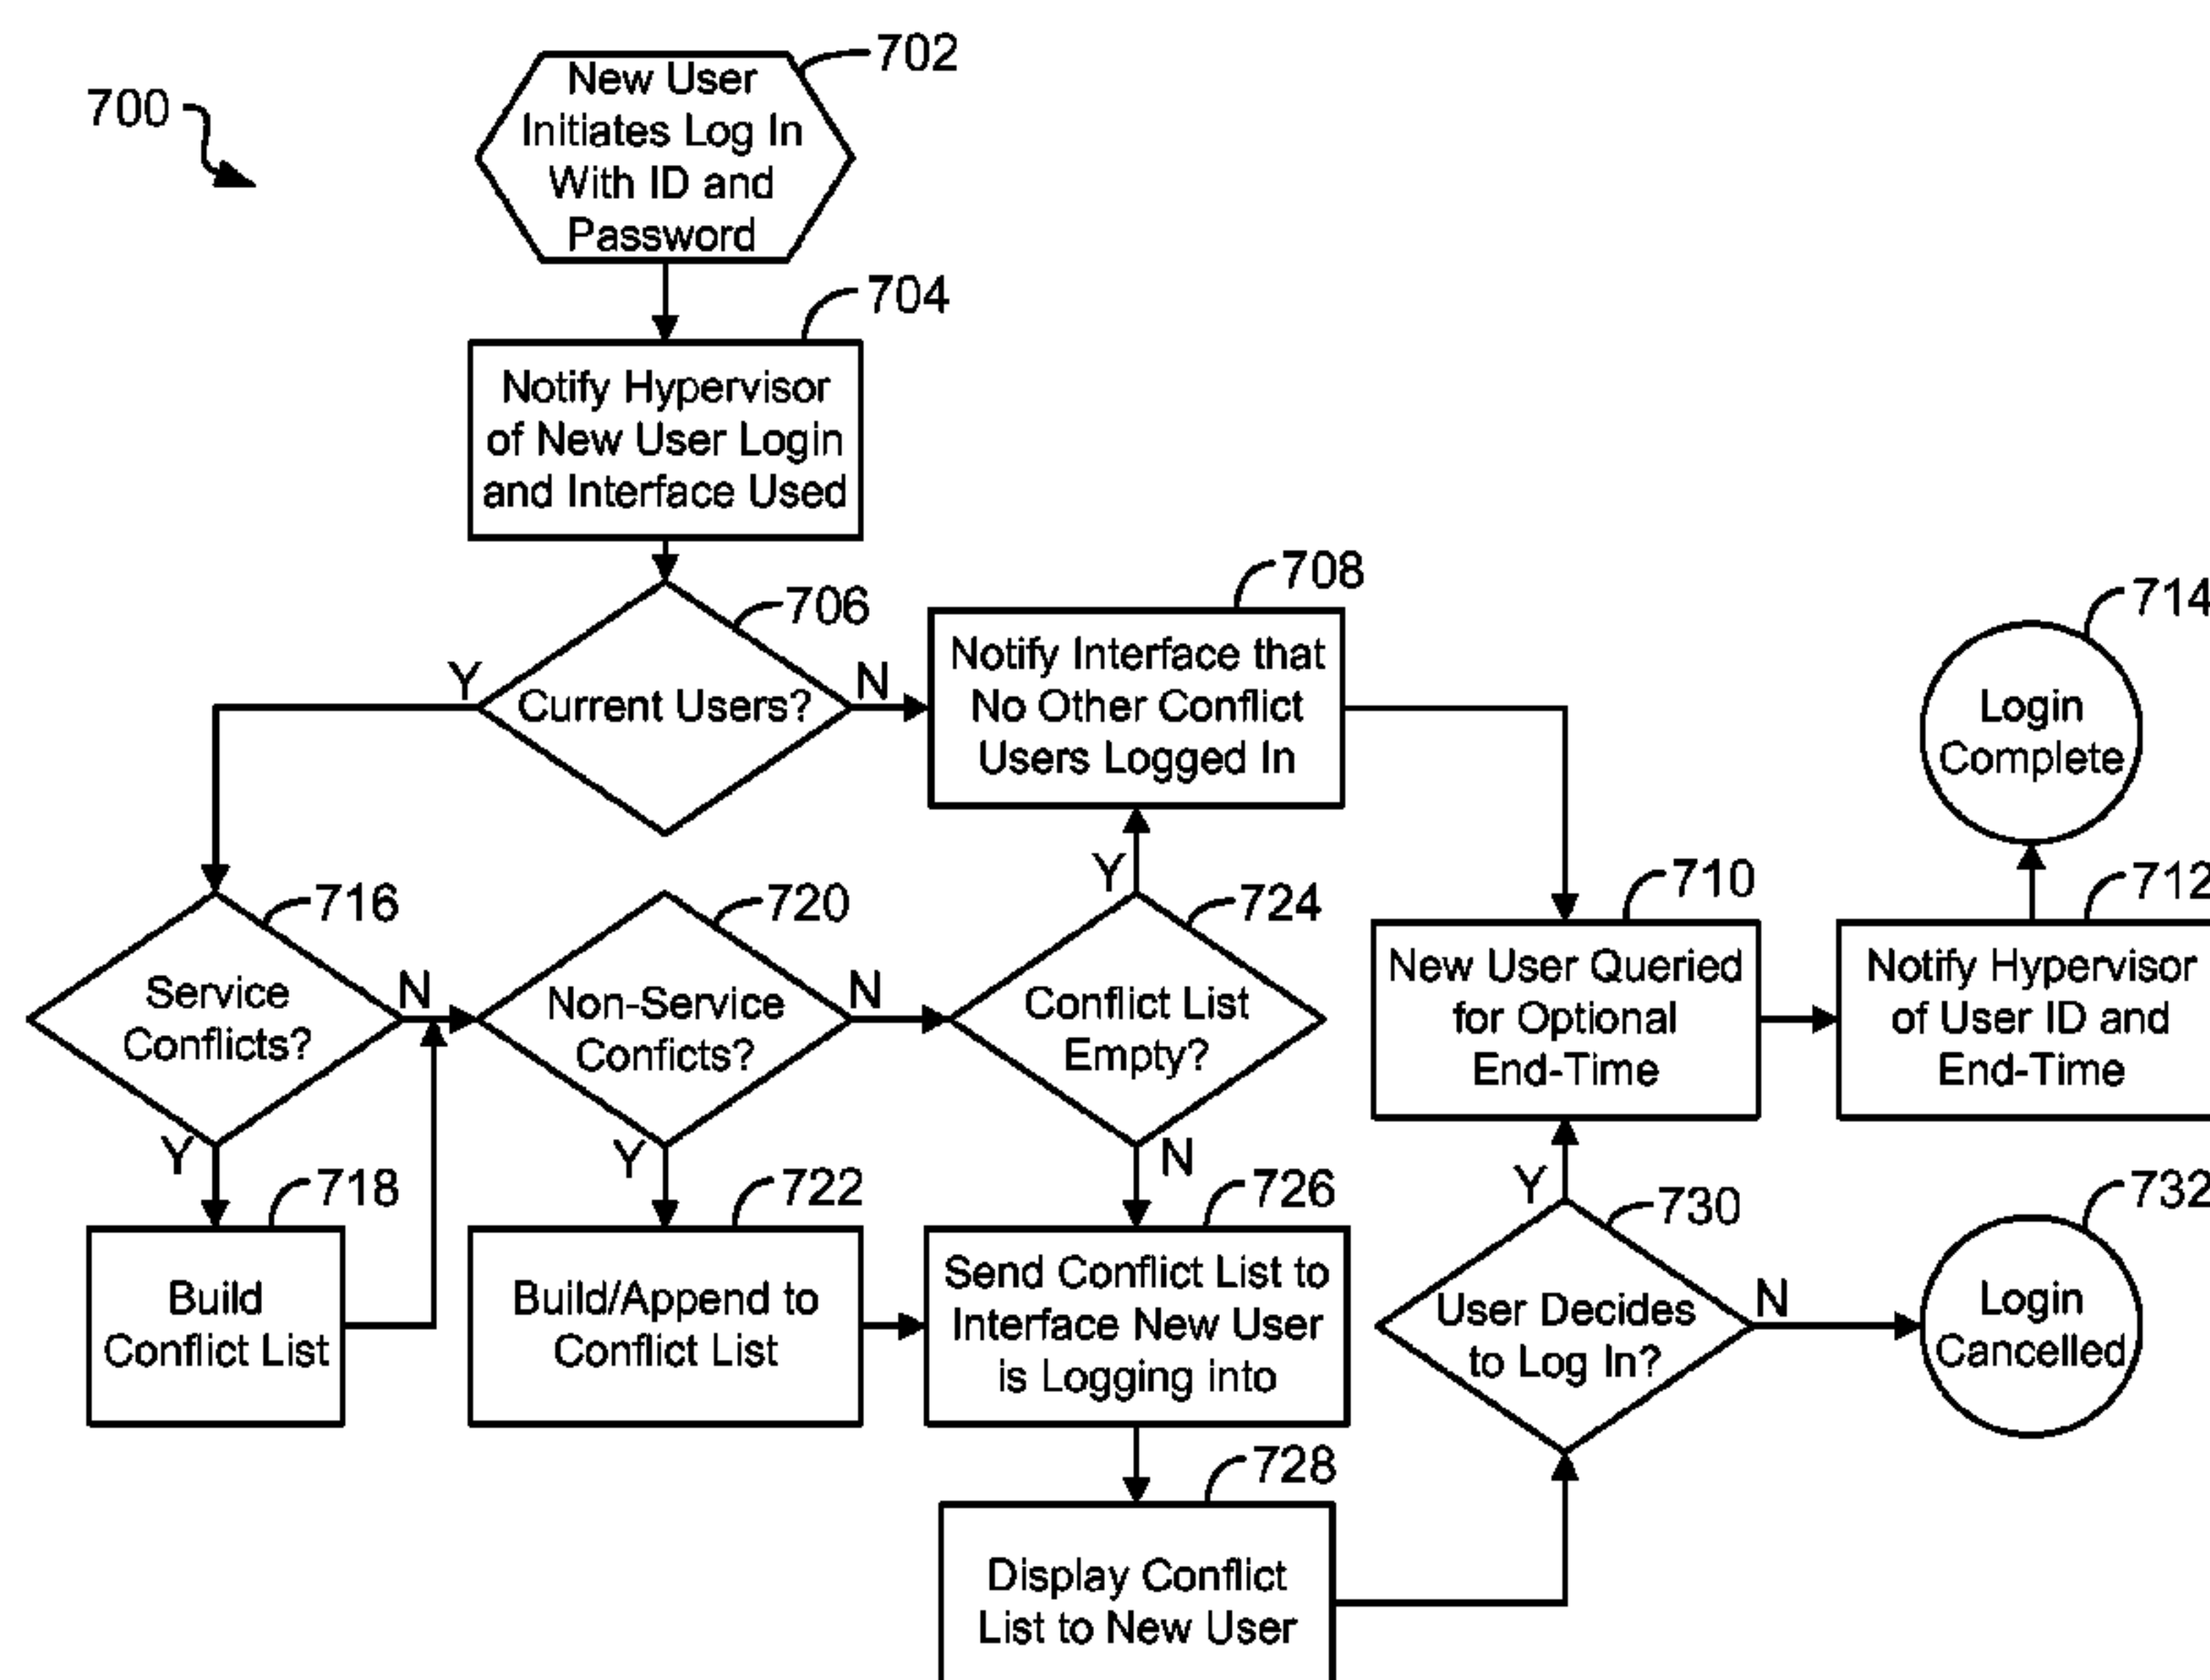 700
702
New User
Initiates Log In
With ID and
Password
704
Notify Hypervisor
of New User Login
and Interface Used
706
Current Users?
Y
N
708
Notify Interface that
No Other Conflict
Users Logged In
714
Login
Complete
716
Service
Conflicts?
N
Y
720
Non-Service
Conficts?
N
Y
724
Conflict List
Empty?
Y
N
710
New User Queried
for Optional
End-Time
712
Notify Hypervisor
of User ID and
End-Time
718
Build
Conflict List
722
Build/Append to
Conflict List
726
Send Conflict List to
Interface New User
is Logging into
730
User Decides
to Log In?
Y
N
732
Login
Cancelled
728
Display Conflict
List to New User